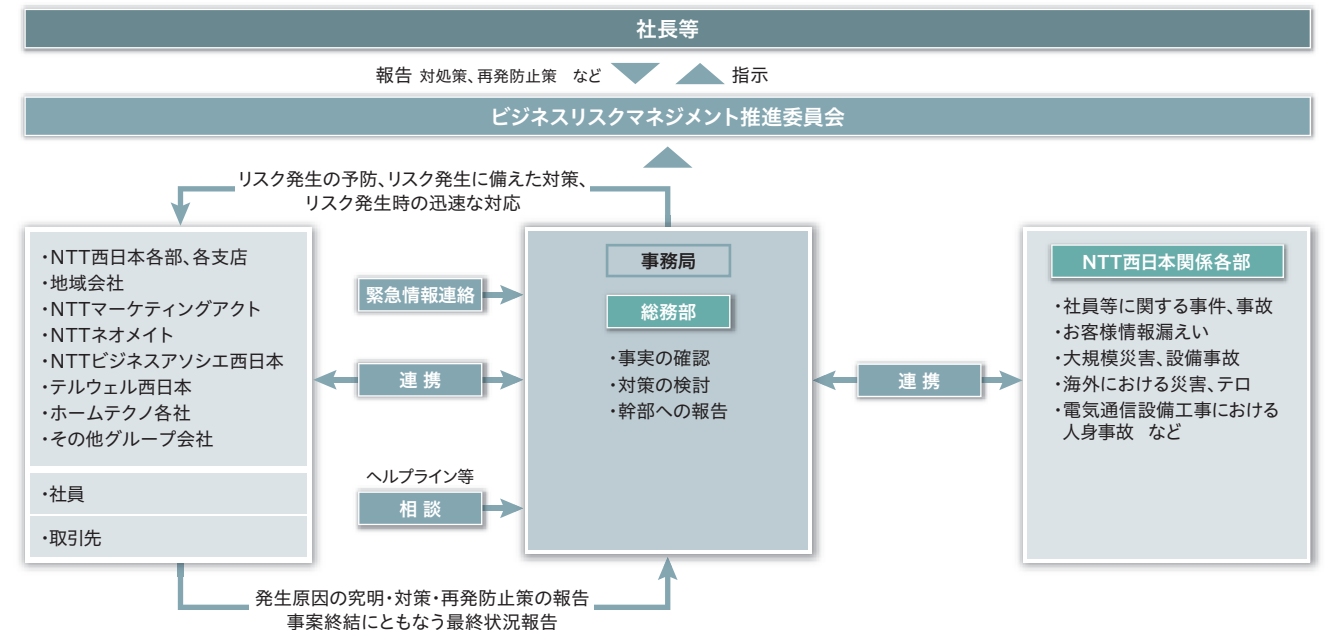 社長等
報告 対処策、再発防止策　など
指示
ビジネスリスクマネジメント推進委員会
リスク発生の予防、リスク発生に備えた対策、
リスク発生時の迅速な対応
・NTT西日本各部、各支店
・地域会社
・NTTマーケティングアクト
・NTTネオメイト
・NTTビジネスアソシエ西日本
・テルウェル西日本
・ホームテクノ各社
・その他グループ会社
・社員
・取引先
緊急情報連絡
連 携
ヘルプライン等
相 談
事務局
総務部
・事実の確認
・対策の検討
・幹部への報告
連 携
NTT西日本関係各部
・社員等に関する事件、事故
・お客様情報漏えい
・大規模災害、設備事故
・海外における災害、テロ
・電気通信設備工事における
人身事故　など
発生原因の究明・対策・再発防止策の報告
事案終結にともなう最終状況報告